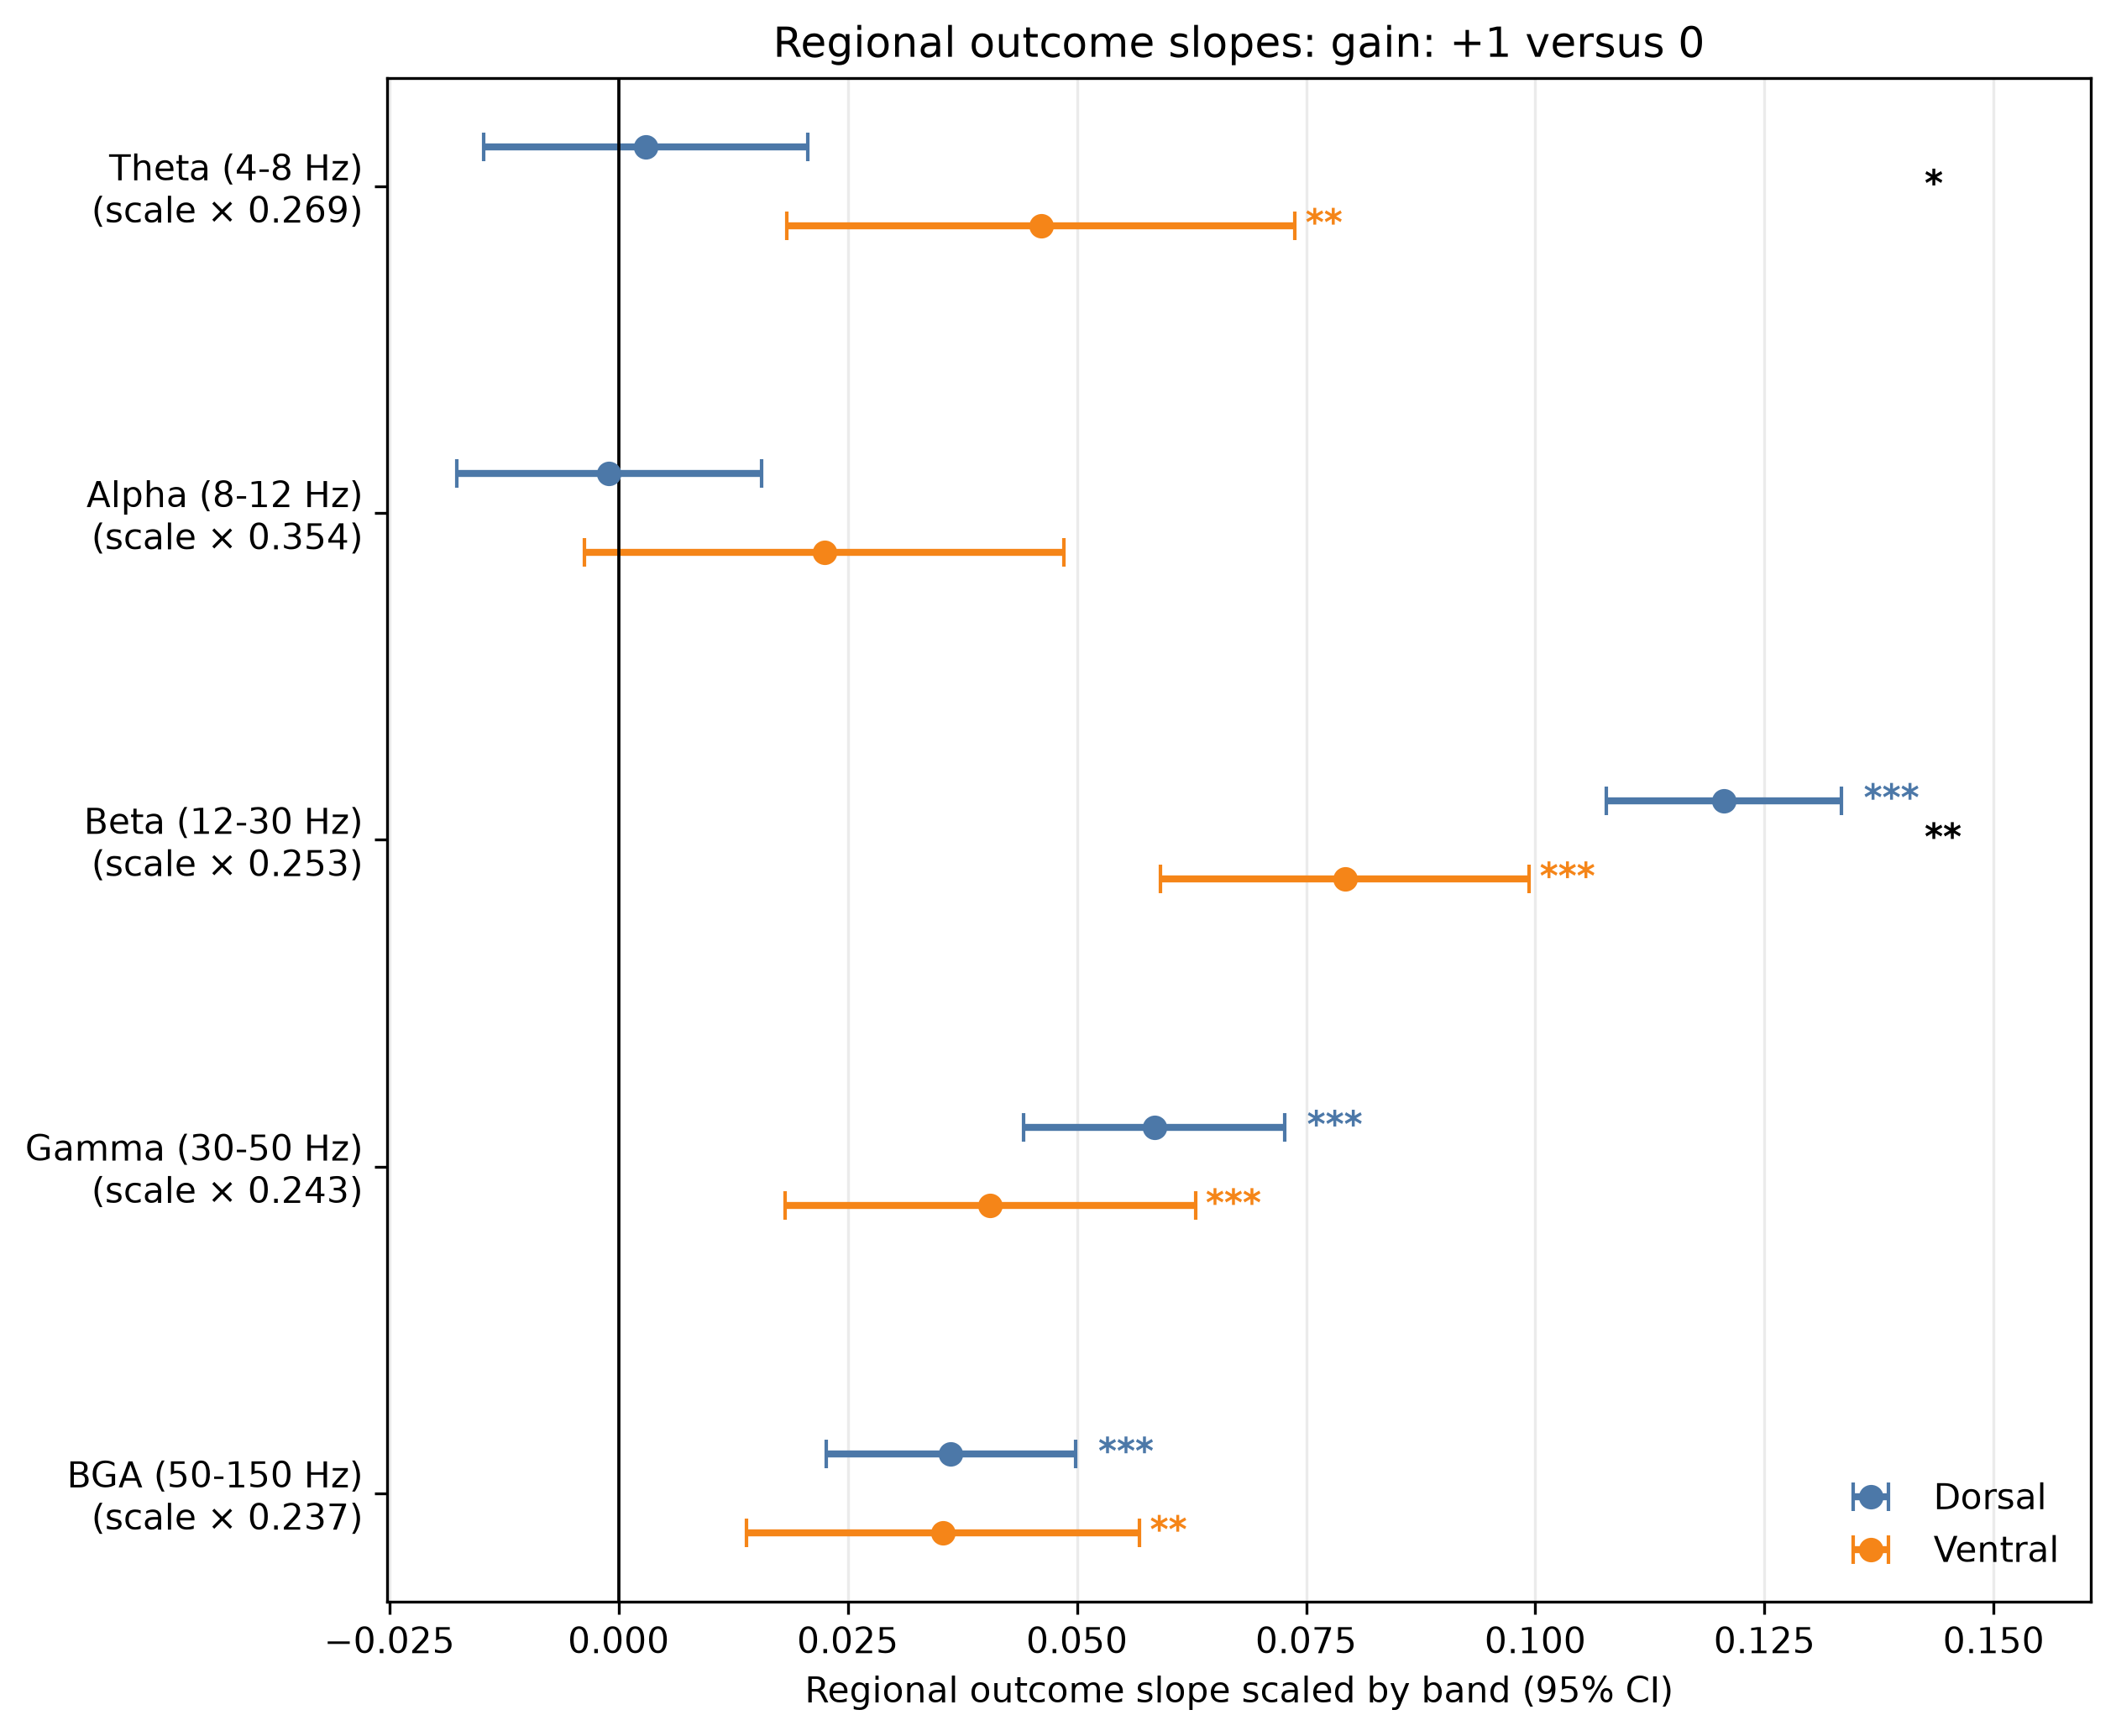 Regional outcome slopes: gain: +1 versus 0
Theta (4-8 Hz)
(scale × 0.269)
*
**
Alpha (8-12 Hz)
(scale × 0.354)
***
Beta (12-30 Hz)
(scale × 0.253)
**
***
***
Gamma (30-50 Hz)
(scale × 0.243)
***
***
BGA (50-150 Hz)
(scale × 0.237)
**
Dorsal
Ventral
−0.025 0.000 0.025 0.050 0.075 0.100 0.125 0.150
Regional outcome slope scaled by band (95% CI)